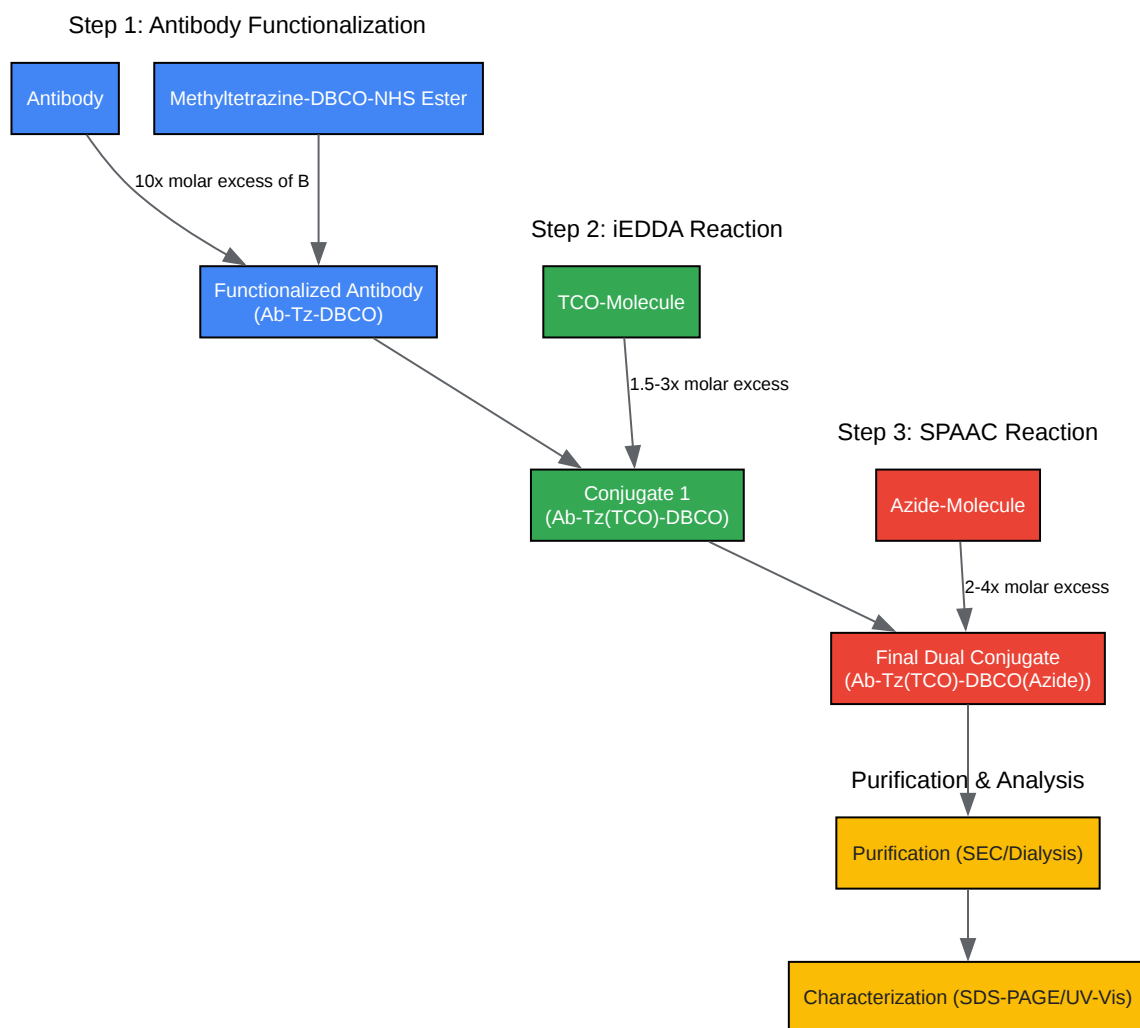 Step 1: Antibody Functionalization
Antibody
Methyltetrazine-DBCO-NHS Ester
10x molar excess of B
Functionalized Antibody
(Ab-Tz-DBCO)
Step 2: iEDDA Reaction
TCO-Molecule
1.5-3x molar excess
Conjugate 1
(Ab-Tz(TCO)-DBCO)
Step 3: SPAAC Reaction
Azide-Molecule
2-4x molar excess
Final Dual Conjugate
(Ab-Tz(TCO)-DBCO(Azide))
Purification & Analysis
Purification (SEC/Dialysis)
Characterization (SDS-PAGE/UV-Vis)